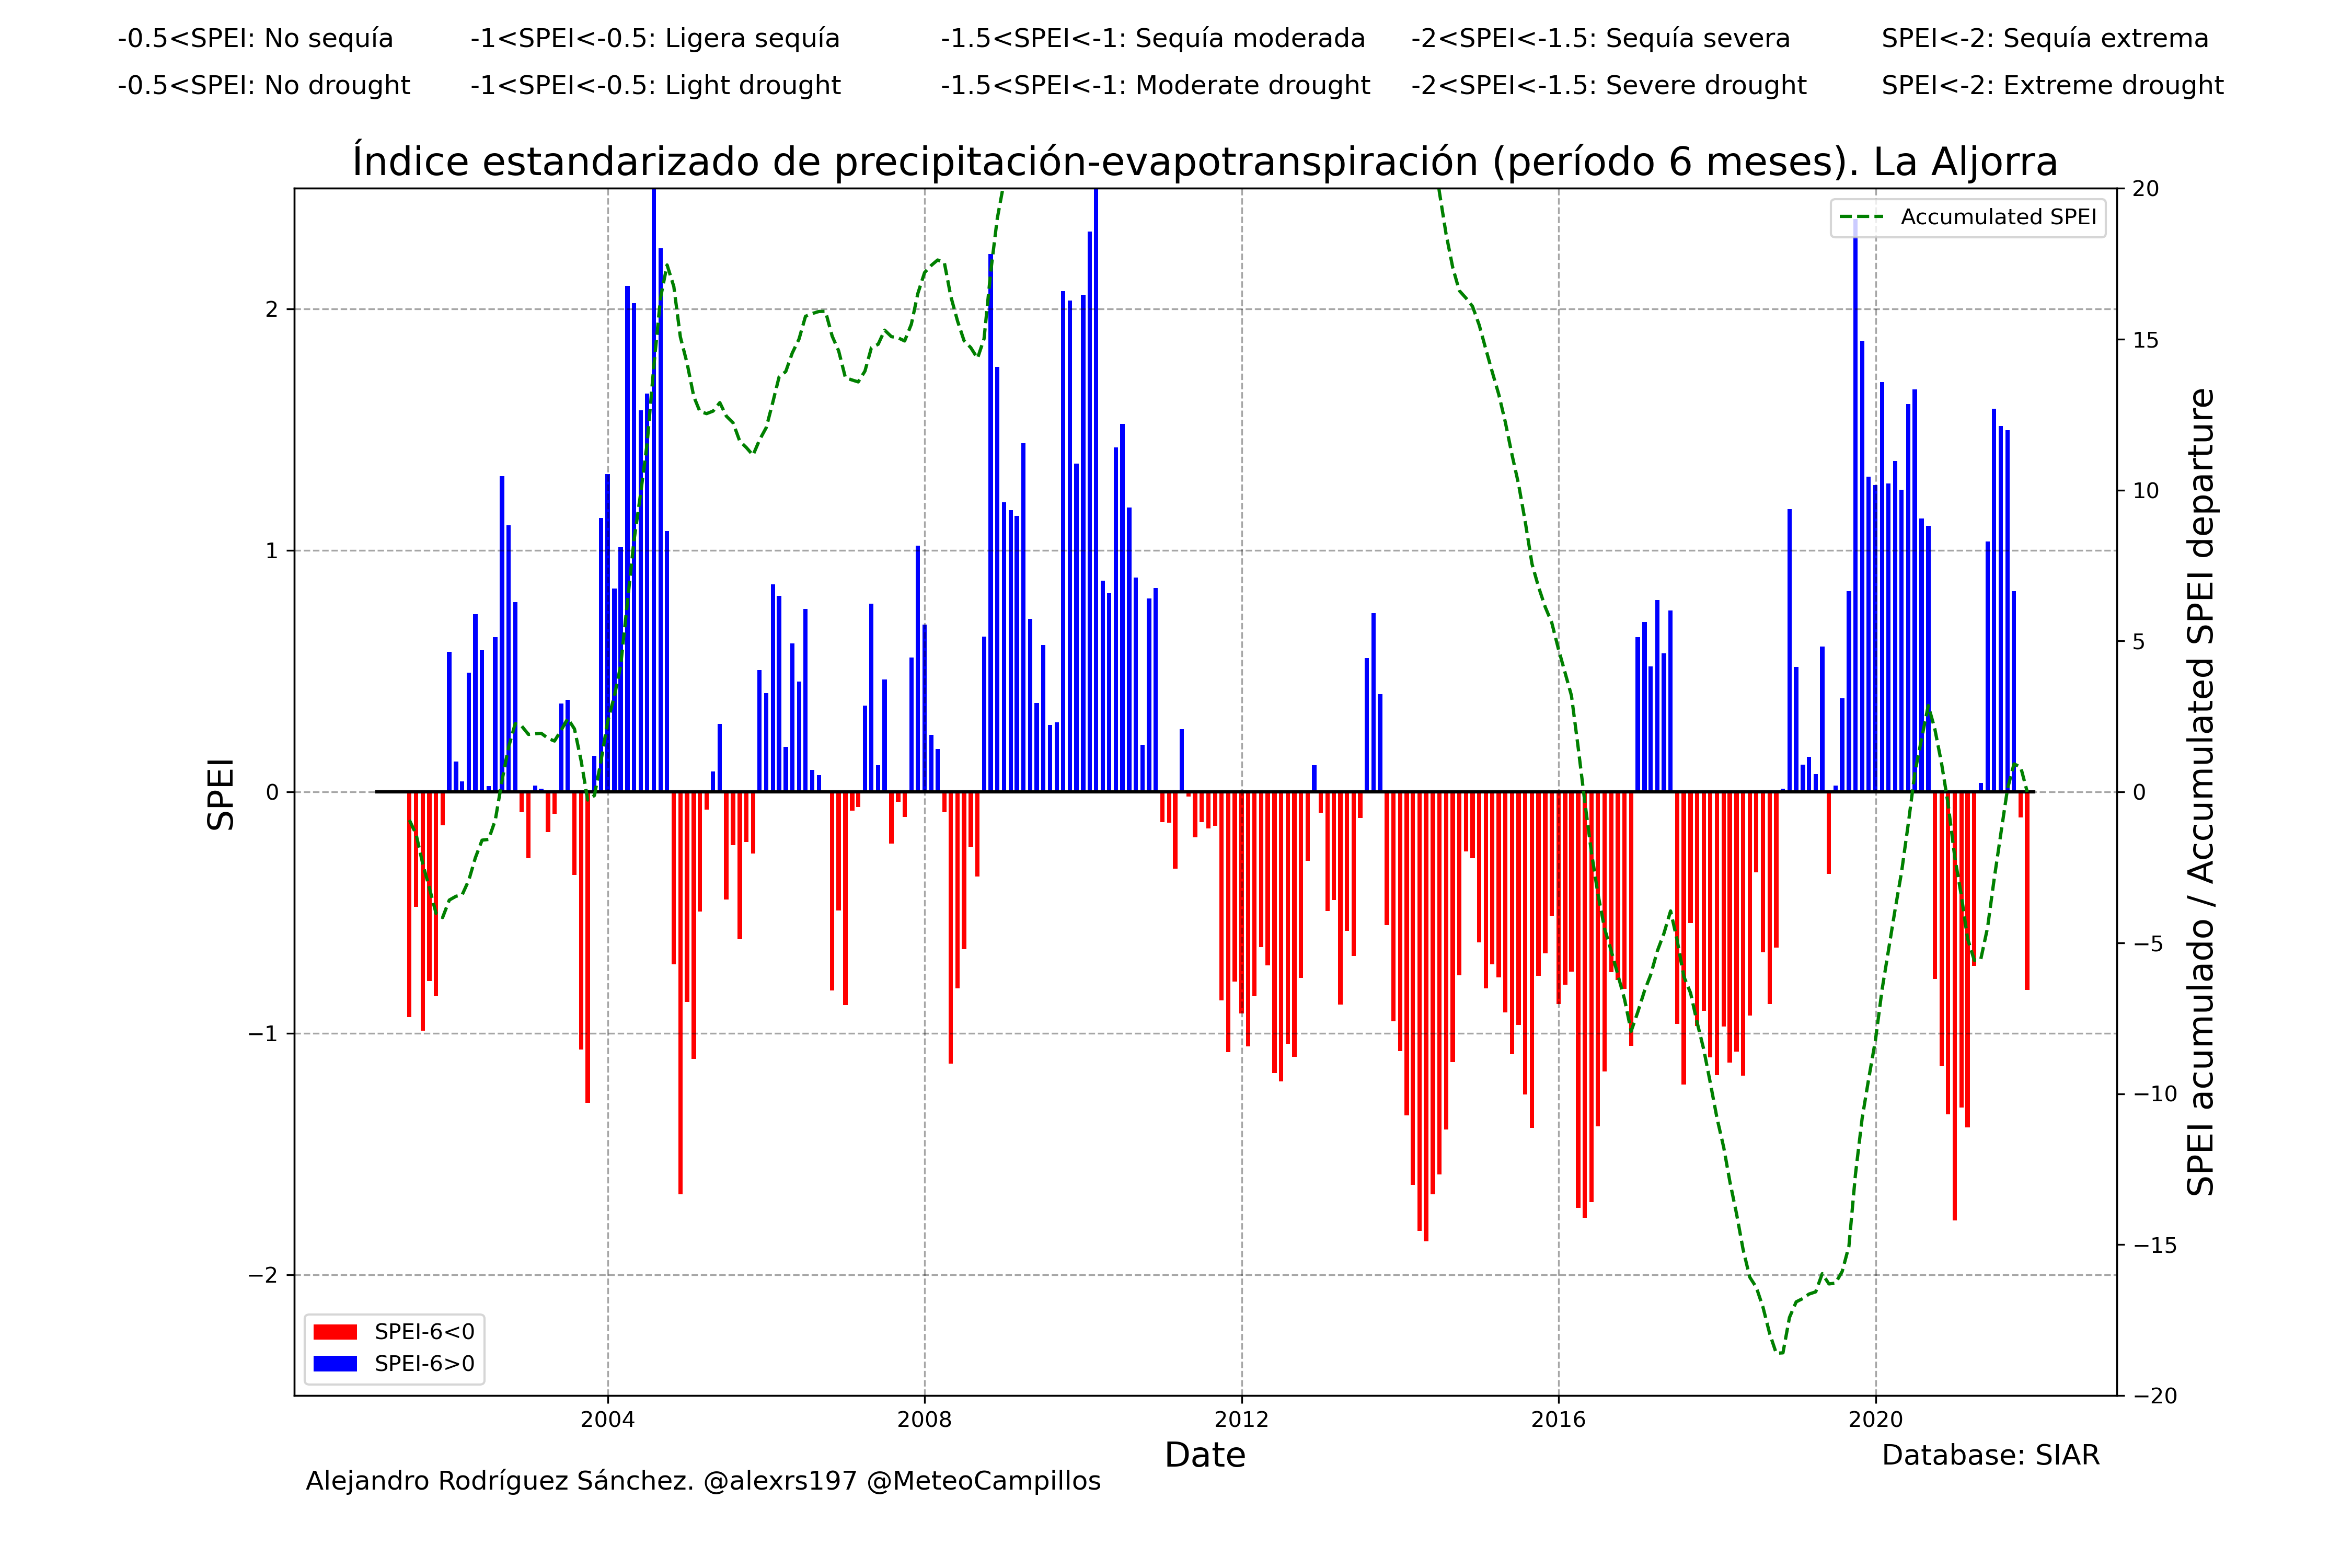 -0.5<SPEI: No sequía -1<SPEI<-0.5: Ligera sequía -1.5<SPEI<-1: Sequía moderada -2<SPEI<-1.5: Sequía severa SPEI<-2: Sequía extrema
-0.5<SPEI: No drought -1<SPEI<-0.5: Light drought -1.5<SPEI<-1: Moderate drought -2<SPEI<-1.5: Severe drought SPEI<-2: Extreme drought
Índice estandarizado de precipitación-evapotranspiración (período 6 meses). La Aljorra
Accumulated SPEI
SPEI
2
1
0
−1
−2
20
15
10
5
0
−5
−10
−15
−20
SPEI acumulado / Accumulated SPEI departure
SPEI-6<0
SPEI-6>0
2004 2008 2012 2016 2020
Date
Database: SIAR
Alejandro Rodríguez Sánchez. @alexrs197 @MeteoCampillos